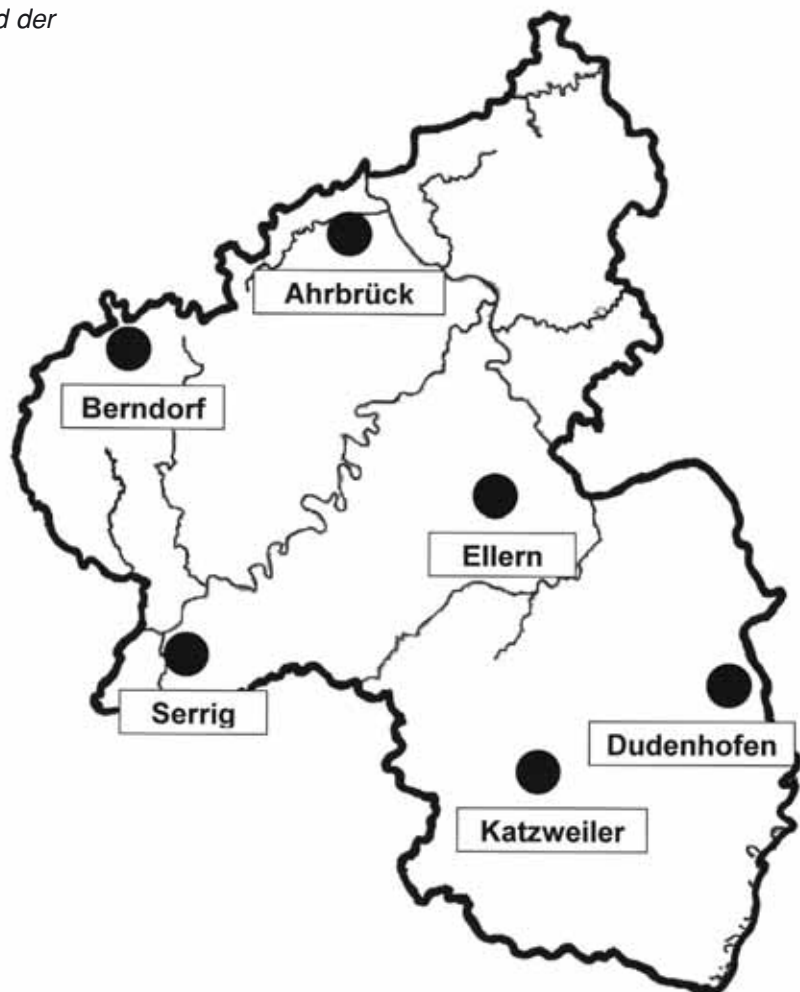 d der
Ahrbrück
Berndorf
Ellern
Serrig
Dudenhofen
Katzweiler